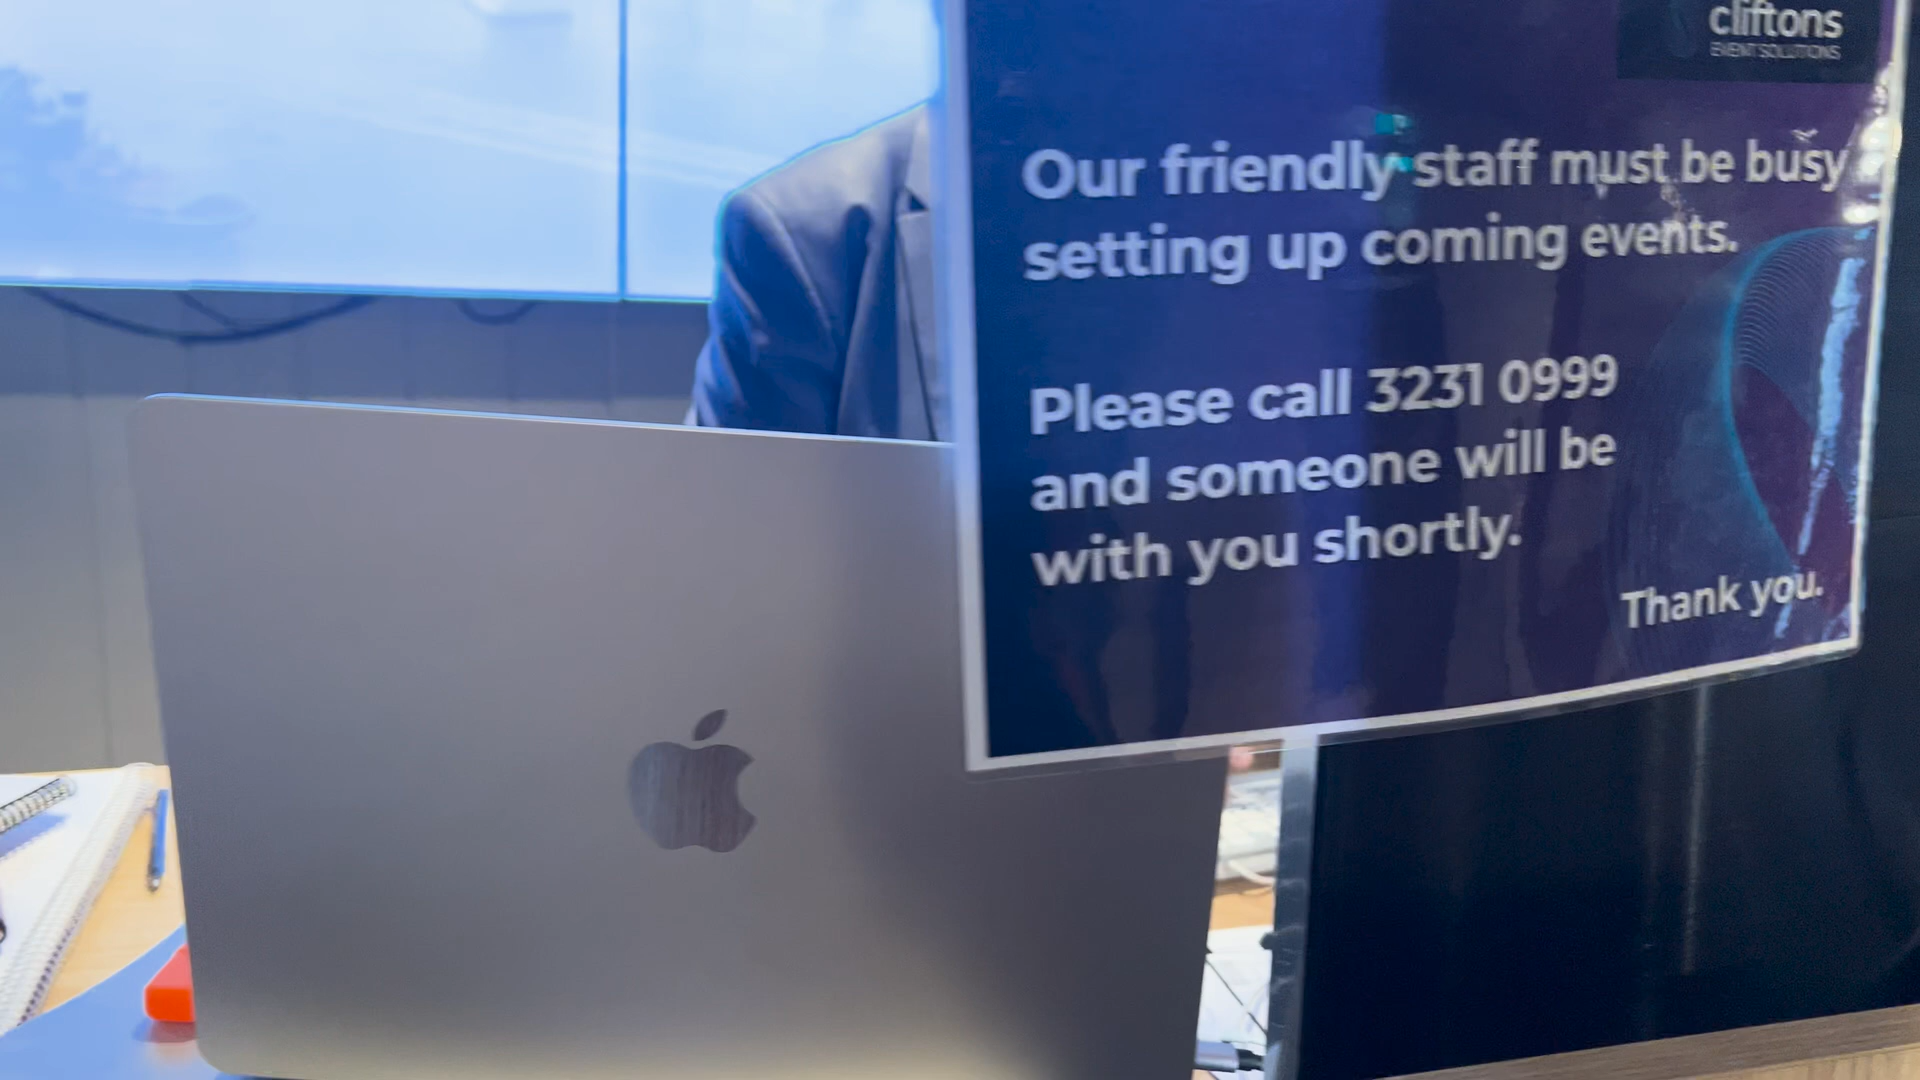 cliftons
EVENT SOLUTIONS
Our friendly staff must be busy
setting up coming events.
Please call 3231 0999
and someone will be
with you shortly.
Thank you.